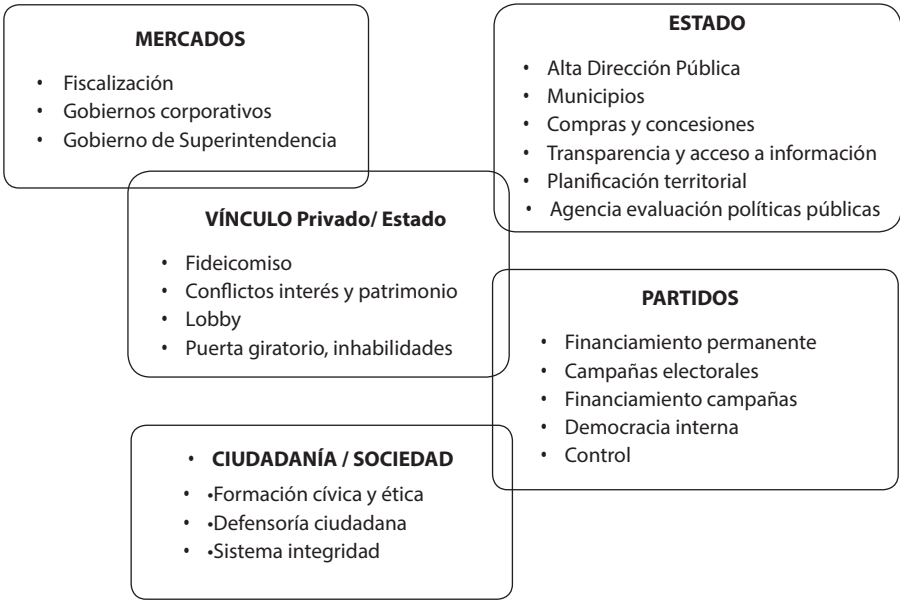 MERCADOS
• Fiscalización
• Gobiernos corporativos
• Gobierno de Superintendencia
ESTADO
• Alta Dirección Pública
• Municipios
• Compras y concesiones
• Transparencia y acceso a información
• Planificación territorial
• Agencia evaluación políticas públicas
VÍNCULO Privado/ Estado
• Fideicomiso
• Conflictos interés y patrimonio
• Lobby
• Puerta giratorio, inhabilidades
PARTIDOS
• Financiamiento permanente
• Campañas electorales
• Financiamiento campañas
• Democracia interna
• Control
• CIUDADANÍA / SOCIEDAD
• •Formación cívica y ética
• •Defensoría ciudadana
• •Sistema integridad